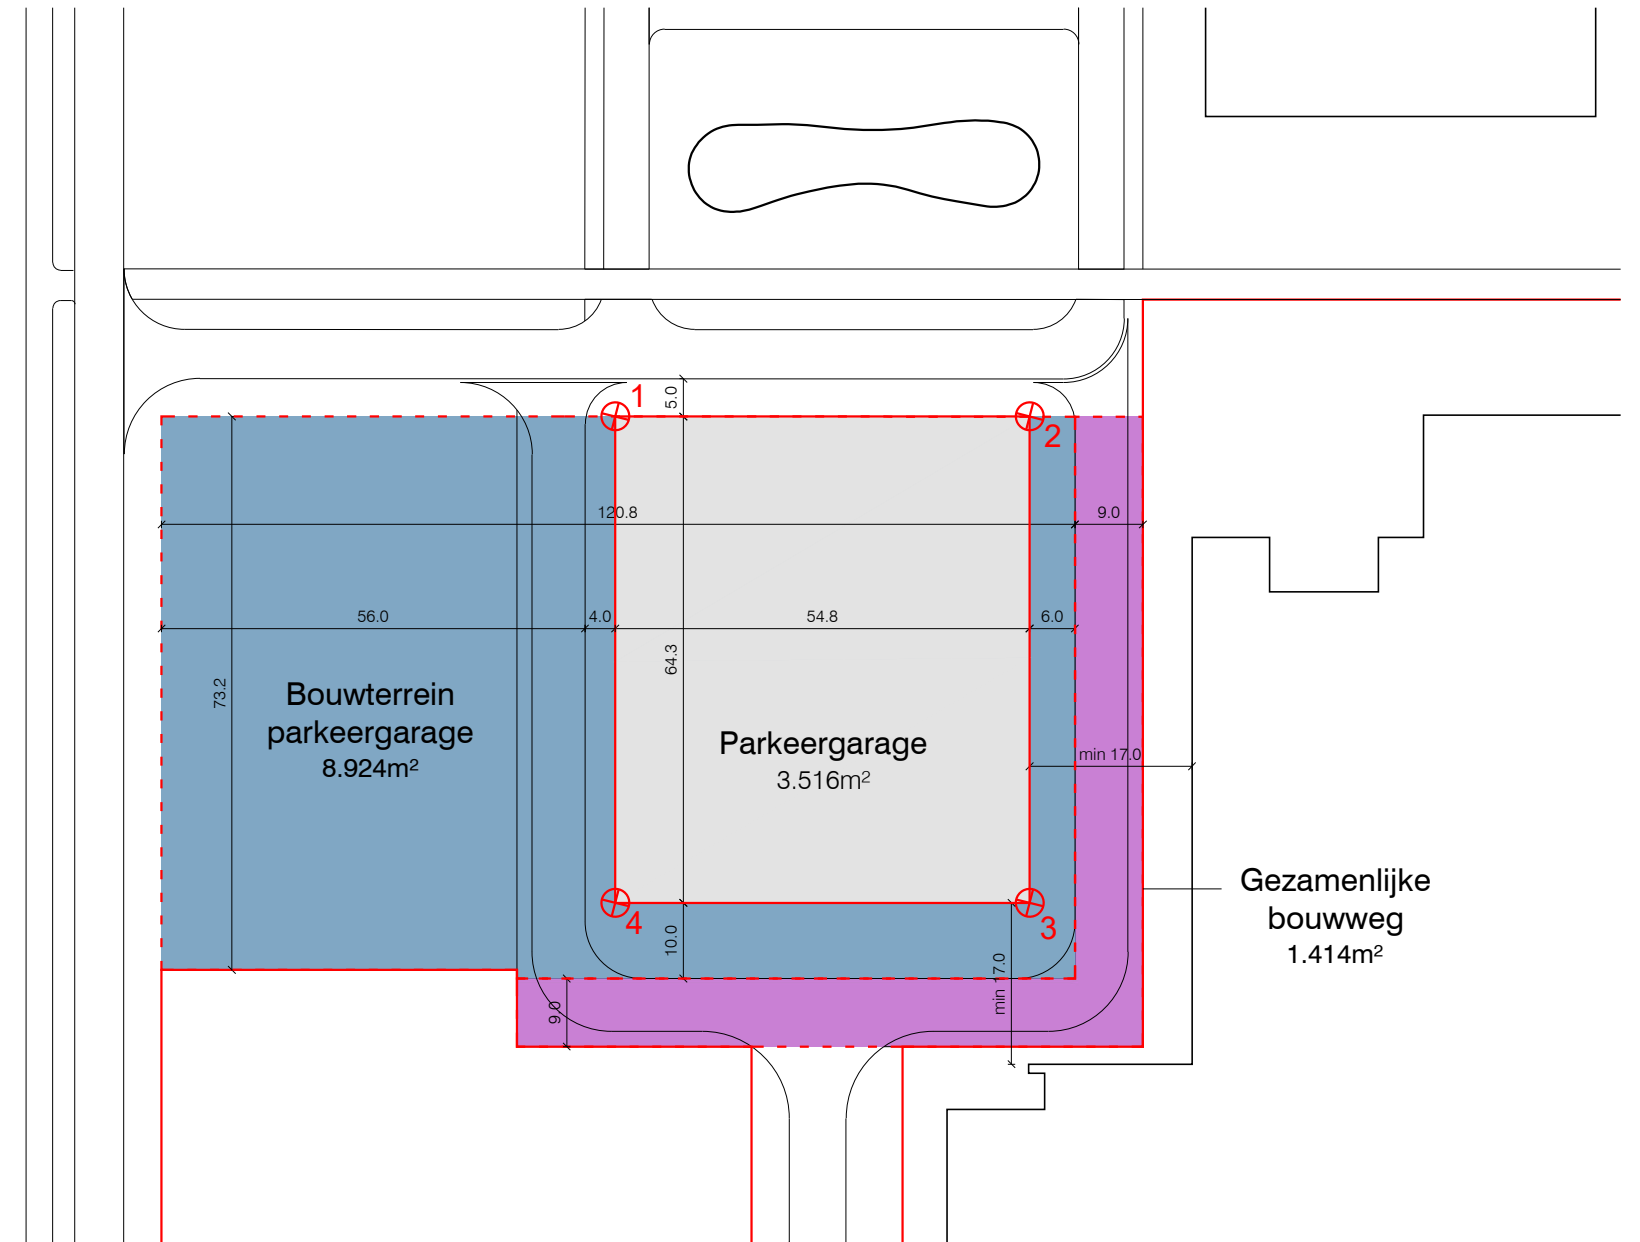 1
5.0
2
120.8
9.0
56.0
4.0
54.8
6.0
64.3
73.2
Bouwterrein
parkeergarage
8.924m²
Parkeergarage
3.516m²
min 17.0
Gezamenlijke
bouwweg
1.414m²
4
10.0
3
min 17.0
9.0